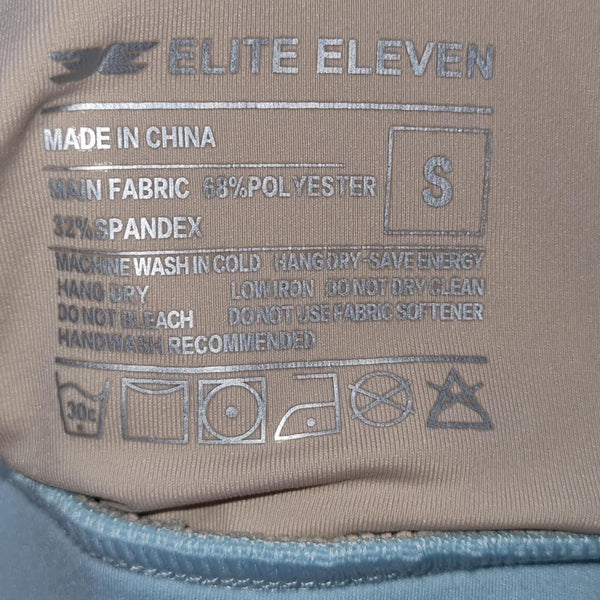 ELITE ELEVEN
MADE IN CHINA
S
MAIN FABRIC 68%POLYESTER
32%SPANDEX
MACHINE WASH IN COLD HANG DRY-SAVE ENERGY
HANG DRY LOW IRON DO NOT DRY CLEAN
DO NOT BLEACH DO NOT USE FABRIC SOFTENER
HANDWASH RECOMMENDED
30c